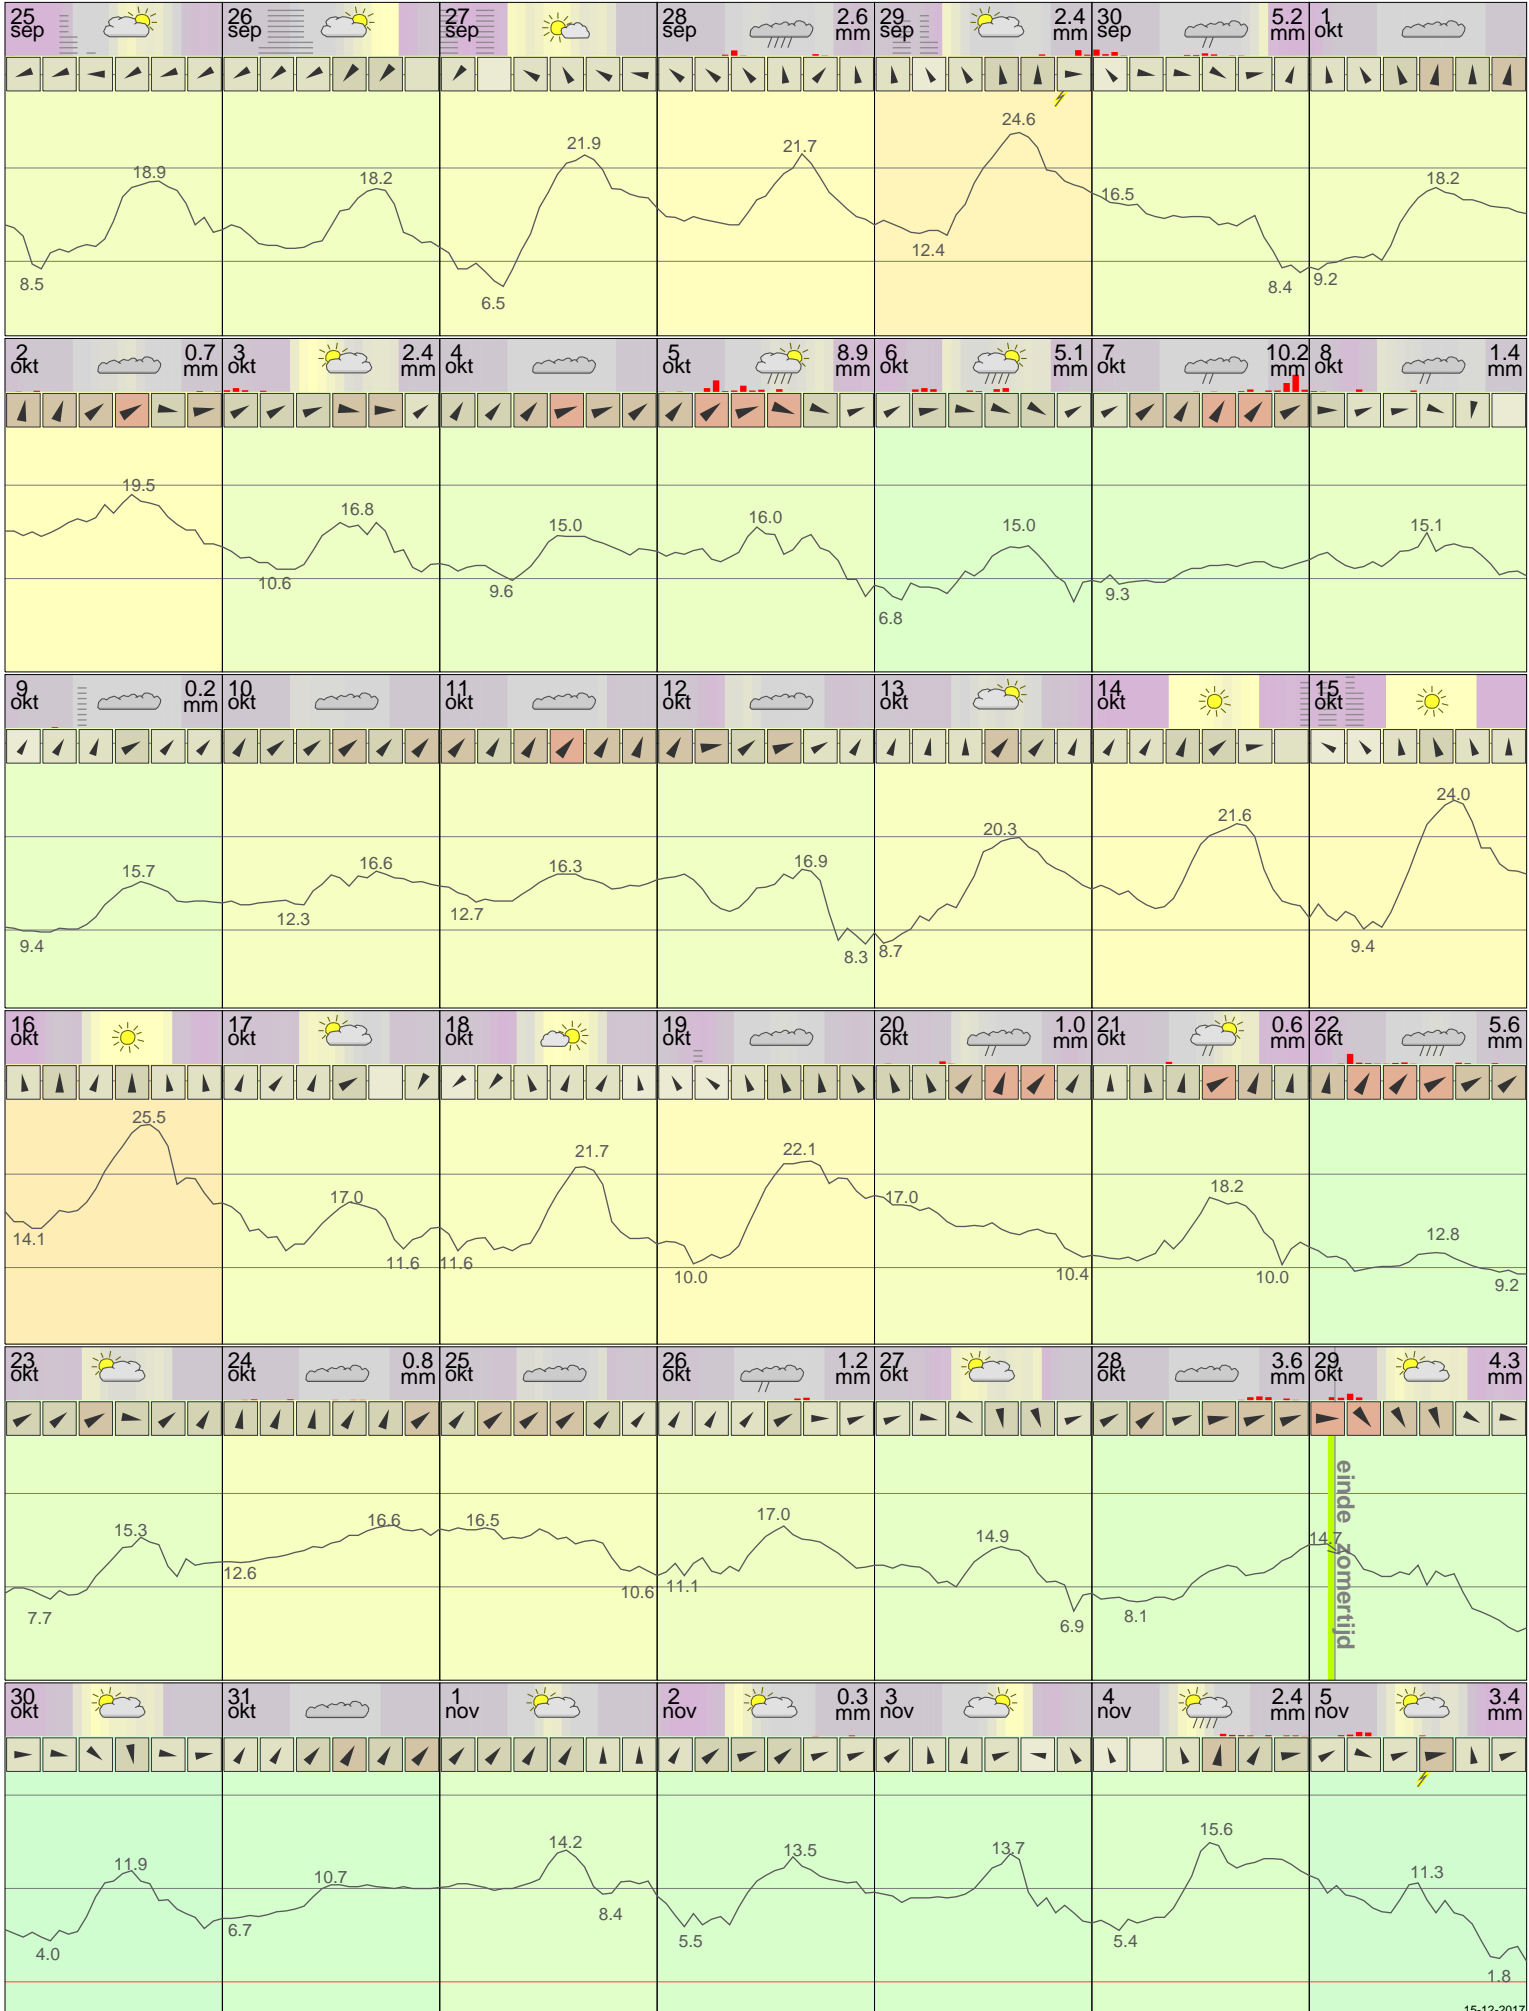 25 sep
26 sep
27 sep
28 sep 2.6 mm
29 sep 2.4 mm
30 sep 5.2 mm
1 okt
18.9
8.5
18.2
21.9
6.5
21.7
24.6
12.4
16.5
8.4
18.2
9.2
2 okt 0.7 mm
3 okt 2.4 mm
4 okt
5 okt 8.9 mm
6 okt 5.1 mm
7 okt 10.2 mm
8 okt 1.4 mm
19.5
16.8
10.6
15.0
9.6
16.0
15.0
6.8
9.3
15.1
9 okt 0.2 mm
10 okt
11 okt
12 okt
13 okt
14 okt
15 okt
15.7
9.4
16.6
12.3
16.3
12.7
16.9
8.3
20.3
8.7
21.6
24.0
9.4
16 okt
17 okt
18 okt
19 okt
20 okt 1.0 mm
21 okt 0.6 mm
22 okt 5.6 mm
25.5
14.1
17.0
11.6
21.7
11.6
22.1
10.0
17.0
10.4
18.2
10.0
12.8
9.2
23 okt
24 okt 0.8 mm
25 okt
26 okt 1.2 mm
27 okt
28 okt 3.6 mm
29 okt 4.3 mm
15.3
7.7
16.6
12.6
16.5
10.6
17.0
11.1
14.9
6.9
8.1
14.7
einde zomertijd
30 okt
31 okt
1 nov
2 nov 0.3 mm
3 nov
4 nov 2.4 mm
5 nov 3.4 mm
11.9
4.0
10.7
6.7
14.2
8.4
13.5
5.5
13.7
15.6
5.4
11.3
1.8
15-12-2017